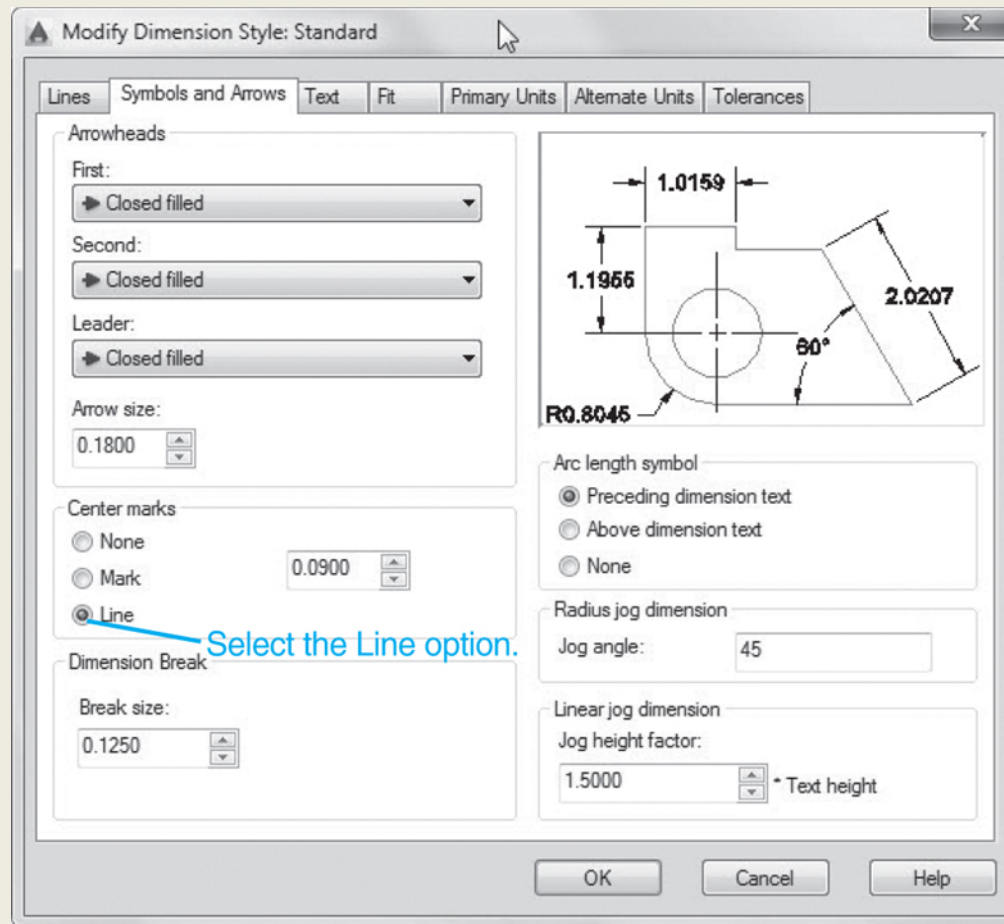 Modify Dimension Style: Standard
Lines Symbols and Arrows Text Fit Primary Units Alternate Units Tolerances
Arrowheads
First:
Closed filled
Second:
Closed filled
Leader:
Closed filled
Arrow size:
0.1800
Center marks
None
Mark
0.0900
Line
Select the Line option.
Dimension Break
Break size:
0.1250
1.0159
1.1955
2.0207
60°
R0.8045
Arc length symbol
Preceding dimension text
Above dimension text
None
Radius jog dimension
Jog angle:
45
Linear jog dimension
Jog height factor:
1.5000
* Text height
OK Cancel Help